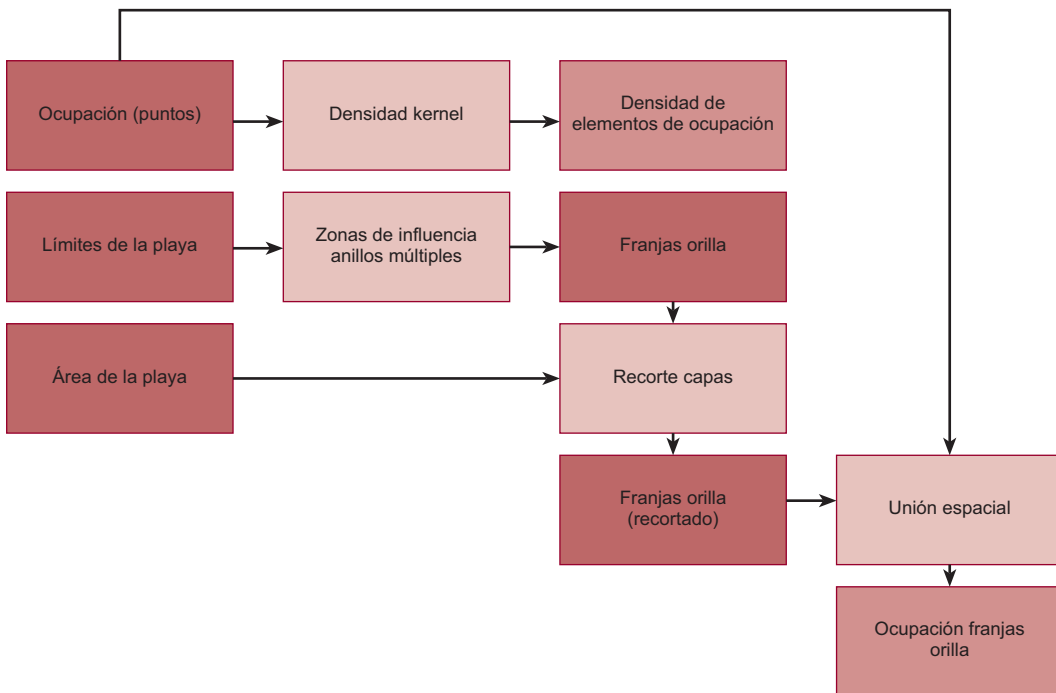 Ocupación (puntos)
Densidad kernel
Densidad de
elementos de ocupación
Límites de la playa
Zonas de influencia
anillos múltiples
Franjas orilla
Área de la playa
Recorte capas
Franjas orilla
(recortado)
Unión espacial
Ocupación franjas
orilla